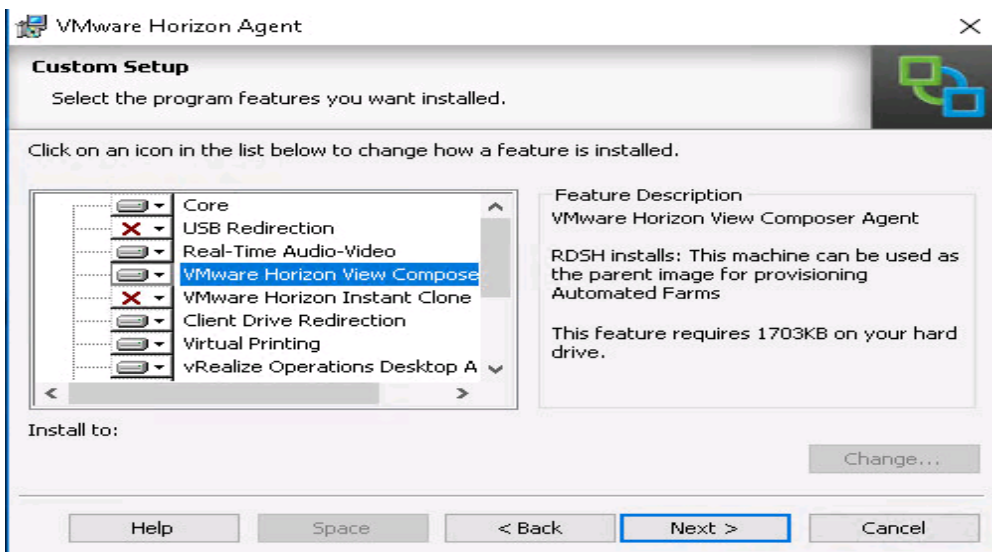 VMware Horizon Agent
Custom Setup
Select the program features you want installed.
Click on an icon in the list below to change how a feature is installed.
Core
USB Redirection
Real-Time Audio-Video
VMware Horizon View Compose
VMware Horizon Instant Clone
Client Drive Redirection
Virtual Printing
vRealize Operations Desktop A
Feature Description
VMware Horizon View Composer Agent
RDSH installs: This machine can be used as
the parent image for provisioning
Automated Farms
This feature requires 1703KB on your hard
drive.
Install to:
Change...
Help
Space
< Back
Next >
Cancel